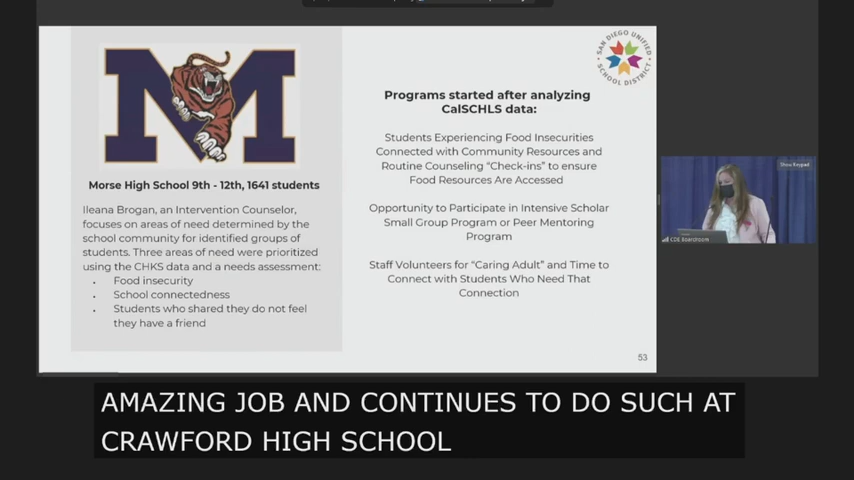 M
SAN DIEGO UNIFIED
SCHOOL DISTRICT
Morse High School 9th - 12th, 1641 students
Ileana Brogan, an Intervention Counselor,
focuses on areas of need determined by the
school community for identified groups of
students. Three areas of need were prioritized
using the CHKS data and a needs assessment:
• Food insecurity
• School connectedness
• Students who shared they do not feel
they have a friend
Programs started after analyzing
CalSCHLS data:
Students Experiencing Food Insecurities
Connected with Community Resources and
Routine Counseling “Check-ins” to ensure
Food Resources Are Accessed
Opportunity to Participate in Intensive Scholar
Small Group Program or Peer Mentoring
Program
Staff Volunteers for “Caring Adult” and Time to
Connect with Students Who Need That
Connection
53
Show Keypad
CDE Boardroom
AMAZING JOB AND CONTINUES TO DO SUCH AT
CRAWFORD HIGH SCHOOL